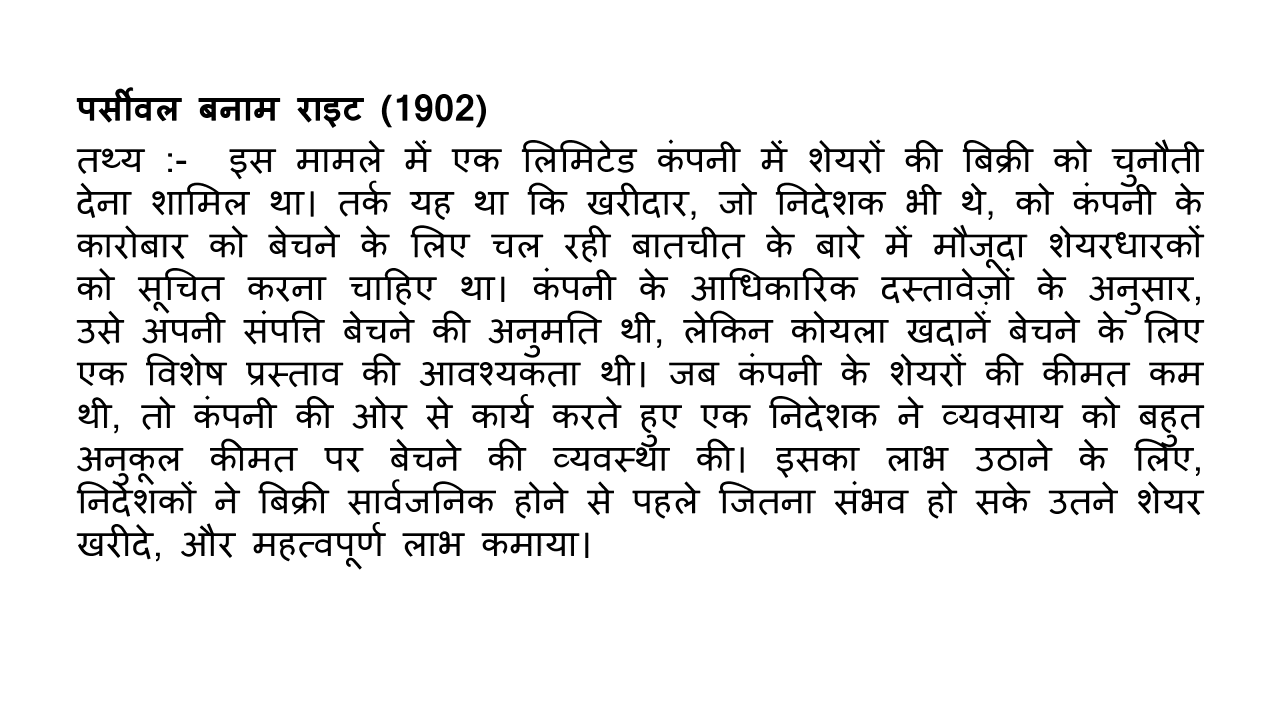 पर्सीवल बनाम राइट (1902)
तथ्य :- इस मामले में एक लिमिटेड कंपनी में शेयरों की बिक्री को चुनौती
देना शामिल था। तर्क यह था कि खरीदार, जो निदेशक भी थे, को कंपनी के
कारोबार को बेचने के लिए चल रही बातचीत के बारे में मौजूदा शेयरधारकों
को सूचित करना चाहिए था। कंपनी के आधिकारिक दस्तावेज़ों के अनुसार,
उसे अपनी संपत्ति बेचने की अनुमति थी, लेकिन कोयला खदानें बेचने के लिए
एक विशेष प्रस्ताव की आवश्यकता थी। जब कंपनी के शेयरों की कीमत कम
थी, तो कंपनी की ओर से कार्य करते हुए एक निदेशक ने व्यवसाय को बहुत
अनुकूल कीमत पर बेचने की व्यवस्था की। इसका लाभ उठाने के लिए,
निदेशकों ने बिक्री सार्वजनिक होने से पहले जितना संभव हो सके उतने शेयर
खरीदे, और महत्वपूर्ण लाभ कमाया।